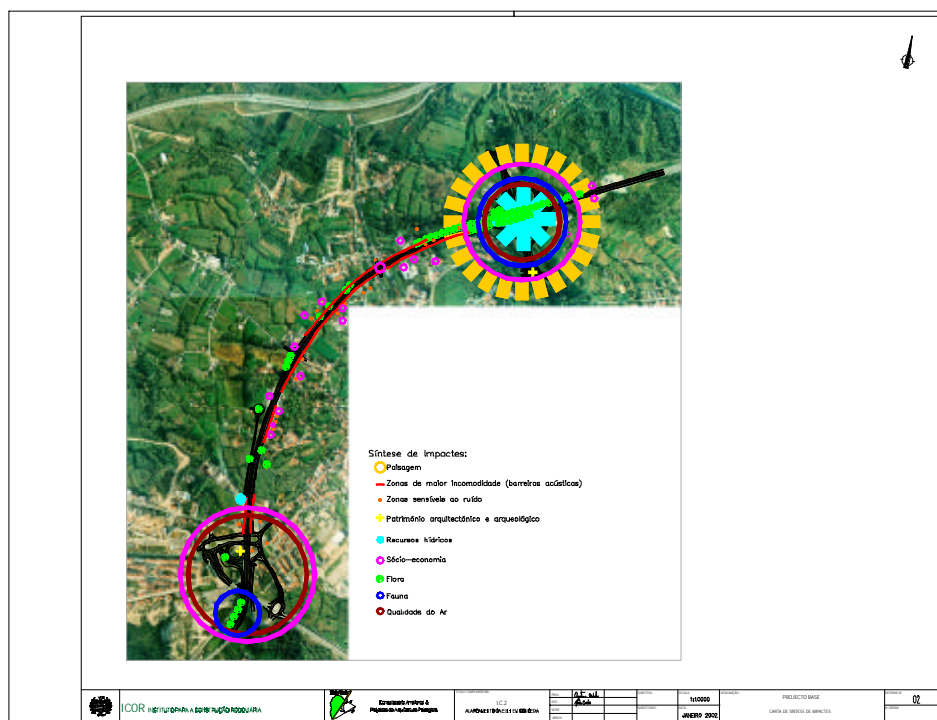 Síntese de Impactes:
Paisagem
Zonas de maior incomodidade (barreiras acústicas)
Zonas sensíveis ao ruído
Património arquitectónico e arqueológico
Recursos hídricos
Sócio-economia
Flora
Fauna
Qualidade do Ar
ICOR INSTITUTO PARA A CONSTRUÇÃO RODOVIÁRIA
I.C.2
1:10000
JANEIRO 2002
PROJECTO BASE
CARTA DE SÍNTESE DE IMPACTES
02